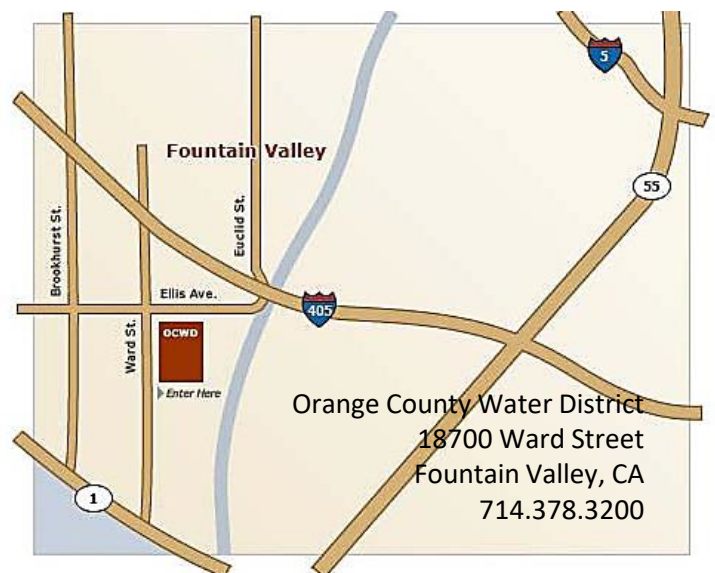 5
Fountain Valley
55
Brookhurst St.
Euclid St.
Ellis Ave.
405
Ward St.
OCWD
Enter Here
Orange County Water District
18700 Ward Street
Fountain Valley, CA
714.378.3200
1